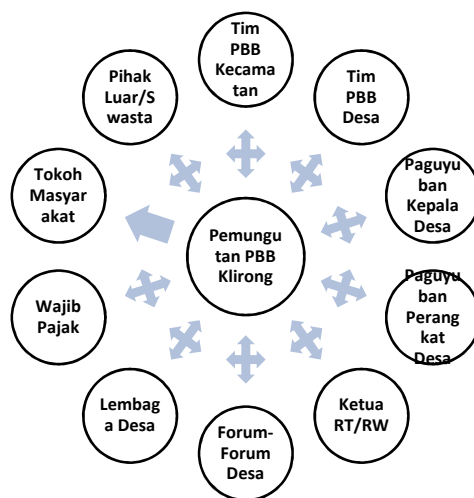 Tim
PBB
Kecama
tan
Tim
PBB
Desa
Paguyu
ban
Kepala
Desa
Paguyu
ban
Perang
kat
Desa
Ketua
RT/RW
Forum-
Forum
Desa
Lembag
a Desa
Wajib
Pajak
Tokoh
Masyar
akat
Pihak
Luar/S
wasta
Pemungu
tan PBB
Klirong